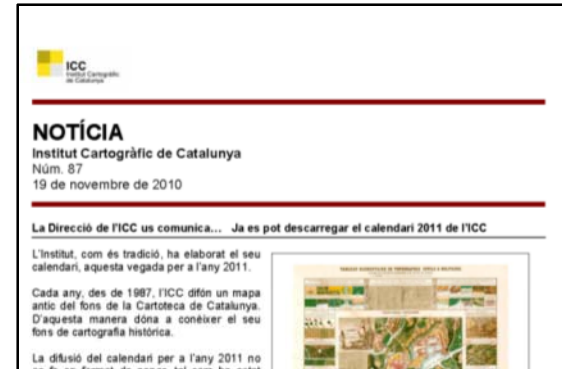 ICC
Institut Cartogràfic
de Catalunya
NOTÍCIA
Institut Cartogràfic de Catalunya
Núm. 87
19 de novembre de 2010
La Direcció de l'ICC us comunica... Ja es pot descarregar el calendari 2011 de l'ICC
L'Institut, com és tradició, ha elaborat el seu
calendari, aquesta vegada per a l'any 2011.
Cada any, des de 1987, l'ICC difón un mapa
antic del fons de la Cartoteca de Catalunya.
D'aquesta manera dóna a conèixer el seu
fons de cartografia històrica.
La difusió del calendari per a l'any 2011 no